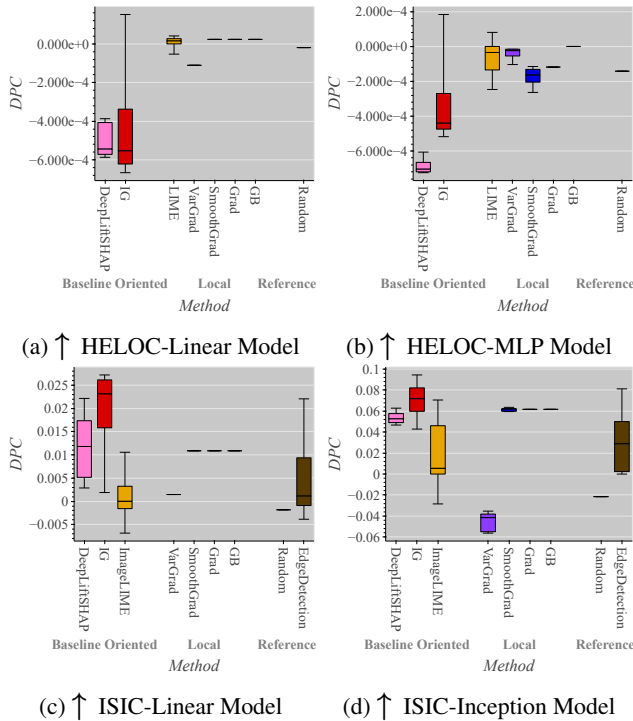 DPC
0.000e+0
−2.000e-4
−4.000e-4
−6.000e-4
DeepLiftSHAP
IG
LIME
VarGrad
SmoothGrad
Grad
GB
Random
Baseline Oriented Local Reference
Method
(a) ↑ HELOC-Linear Model
DPC
2.000e-4
0.000e+0
−2.000e-4
−4.000e-4
−6.000e-4
DeepLiftSHAP
IG
LIME
VarGrad
SmoothGrad
Grad
GB
Random
Baseline Oriented Local Reference
Method
(b) ↑ HELOC-MLP Model
DPC
0.025
0.02
0.015
0.01
0.005
0
−0.005
DeepLiftSHAP
IG
ImageLIME
VarGrad
SmoothGrad
Grad
GB
Random
EdgeDetection
Baseline Oriented Local Reference
Method
(c) ↑ ISIC-Linear Model
DPC
0.1
0.08
0.06
0.04
0.02
0
−0.02
−0.04
−0.06
DeepLiftSHAP
IG
ImageLIME
VarGrad
SmoothGrad
Grad
GB
Random
EdgeDetection
Baseline Oriented Local Reference
Method
(d) ↑ ISIC-Inception Model